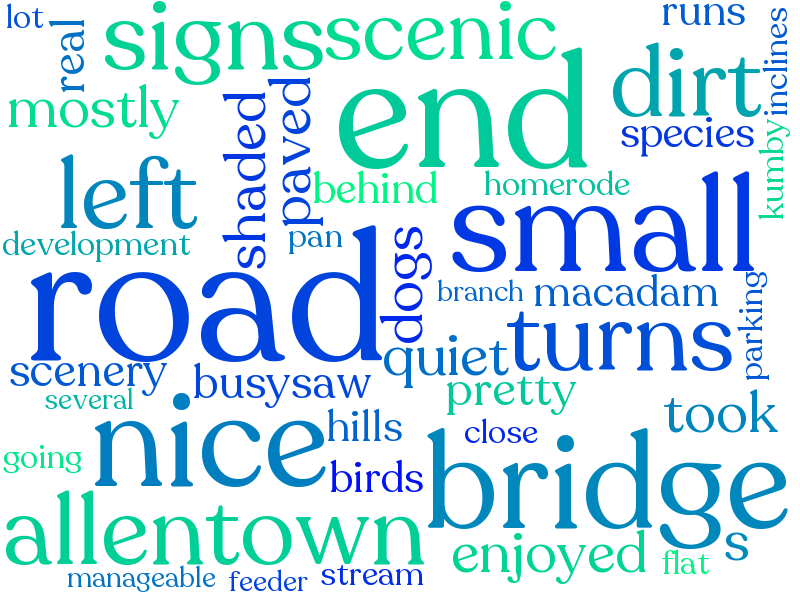 lot
real
signs
scenic
runs
inclines
mostly
shaded
paved
end
dirt
species
kumby
left
behind
homerode
small
development
pan
road
dogs
branch
macadam
parking
scenery
busysaw
quiet
turns
several
pretty
nice
hills
close
took
going
birds
bridge
allentown
enjoyed
s
flat
manageable
feeder
stream